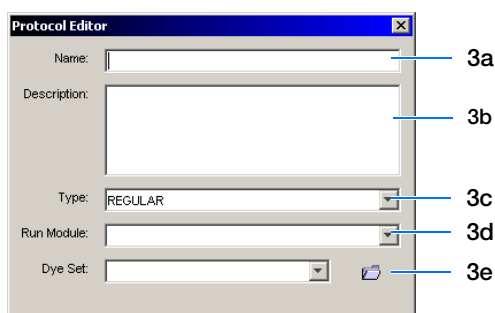 Protocol Editor
Name: 3a
Description: 3b
Type: REGULAR 3c
Run Module: 3d
Dye Set: 3e